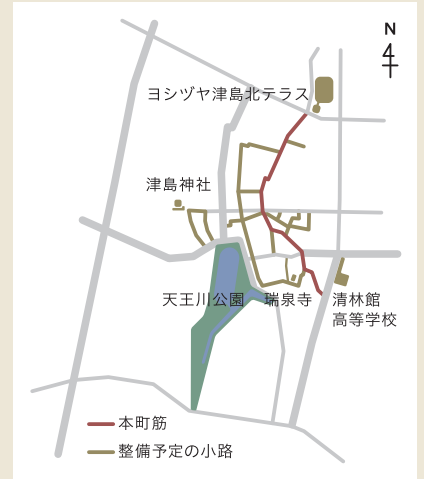 N
ヨシヅヤ津島北テラス
津島神社
天王川公園
瑞泉寺
清林館
高等学校
本町筋
整備予定の小路